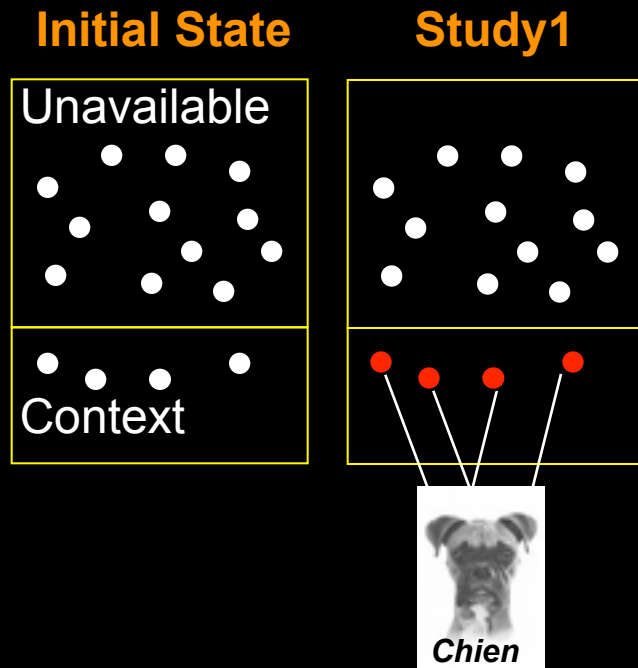 Initial State
Study1
Unavailable
Context
Chien